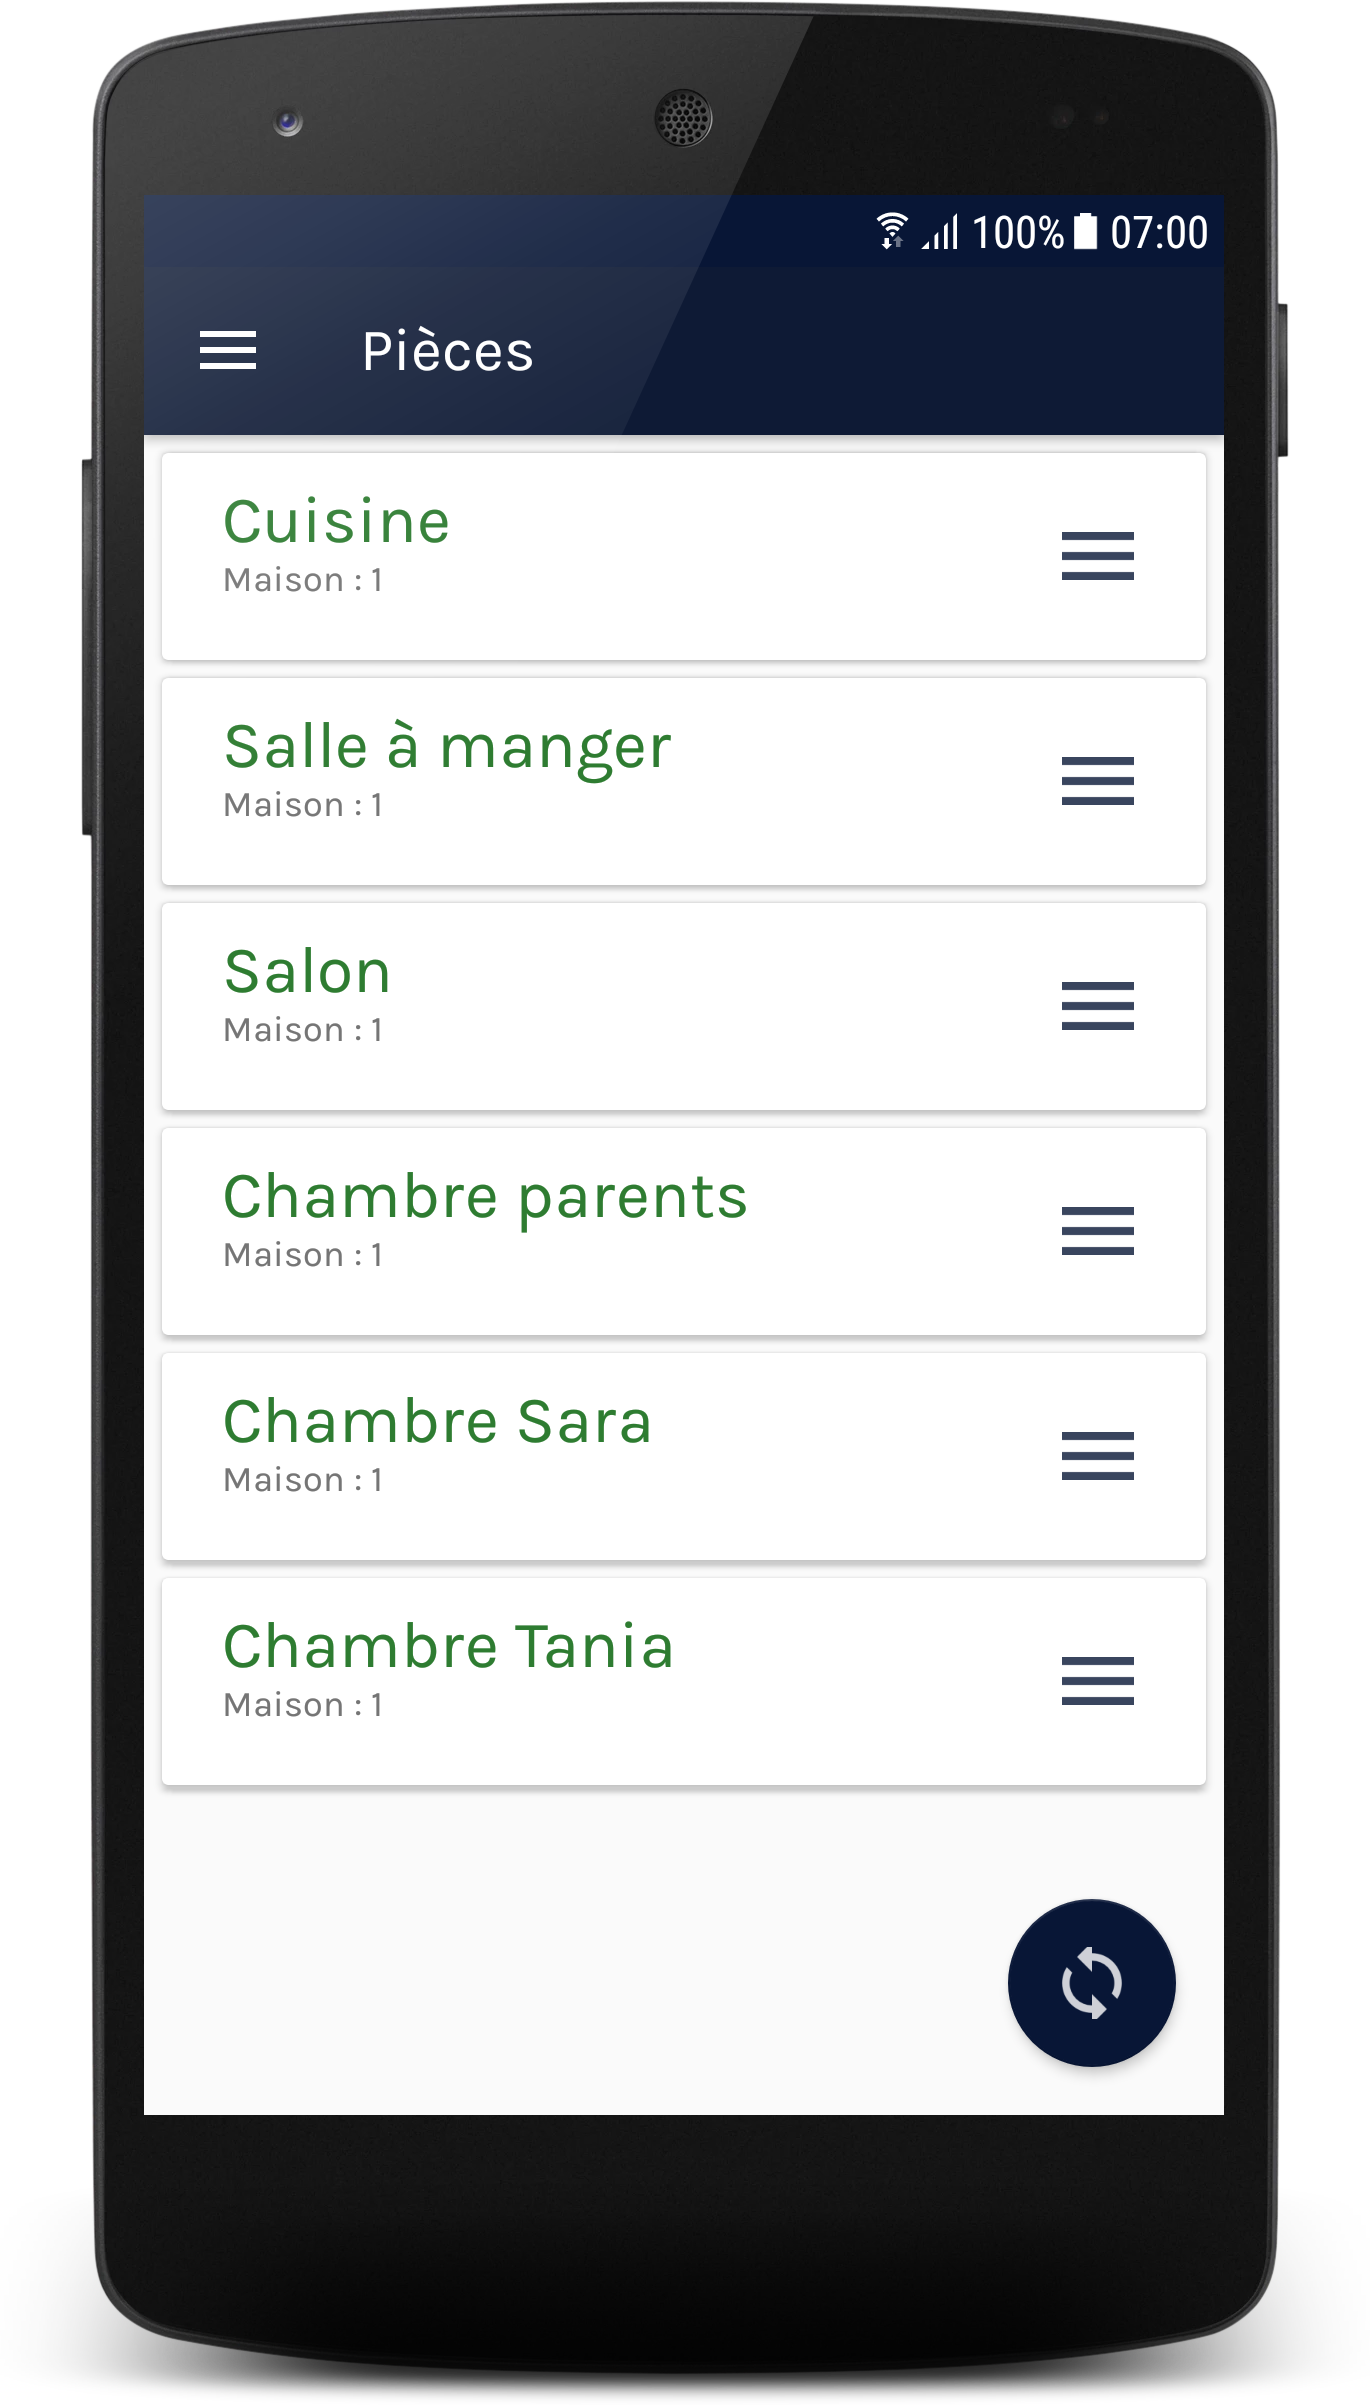 100% 07:00
Pièces
Cuisine
Maison : 1
Salle à manger
Maison : 1
Salon
Maison : 1
Chambre parents
Maison : 1
Chambre Sara
Maison : 1
Chambre Tania
Maison : 1